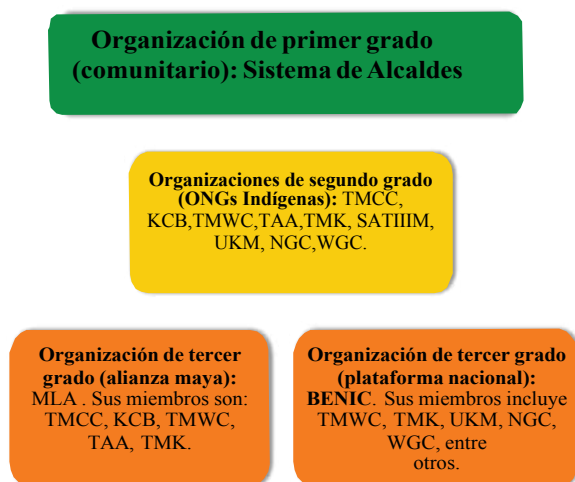 Organización de primer grado
(comunitario): Sistema de Alcaldes
Organizaciones de segundo grado
(ONGs Indígenas): TMCC,
KCB,TMWC,TAA,TMK, SATIIIM,
UKM, NGC,WGC.
Organización de tercer
grado (alianza maya):
MLA . Sus miembros son:
TMCC, KCB, TMWC,
TAA, TMK.
Organización de tercer grado
(plataforma nacional):
BENIC. Sus miembros incluye
TMWC, TMK, UKM, NGC,
WGC, entre
otros.